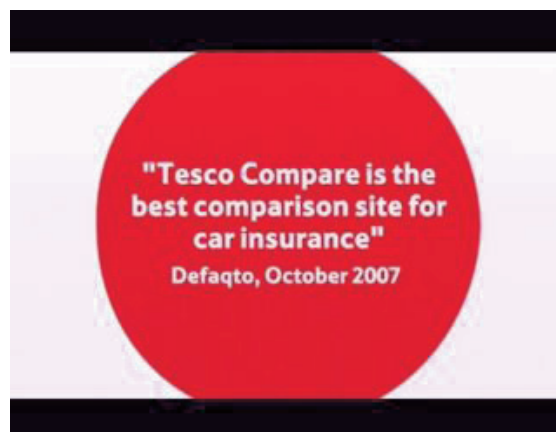 "Tesco Compare is the
best comparison site for
car insurance"
Defaqto, October 2007